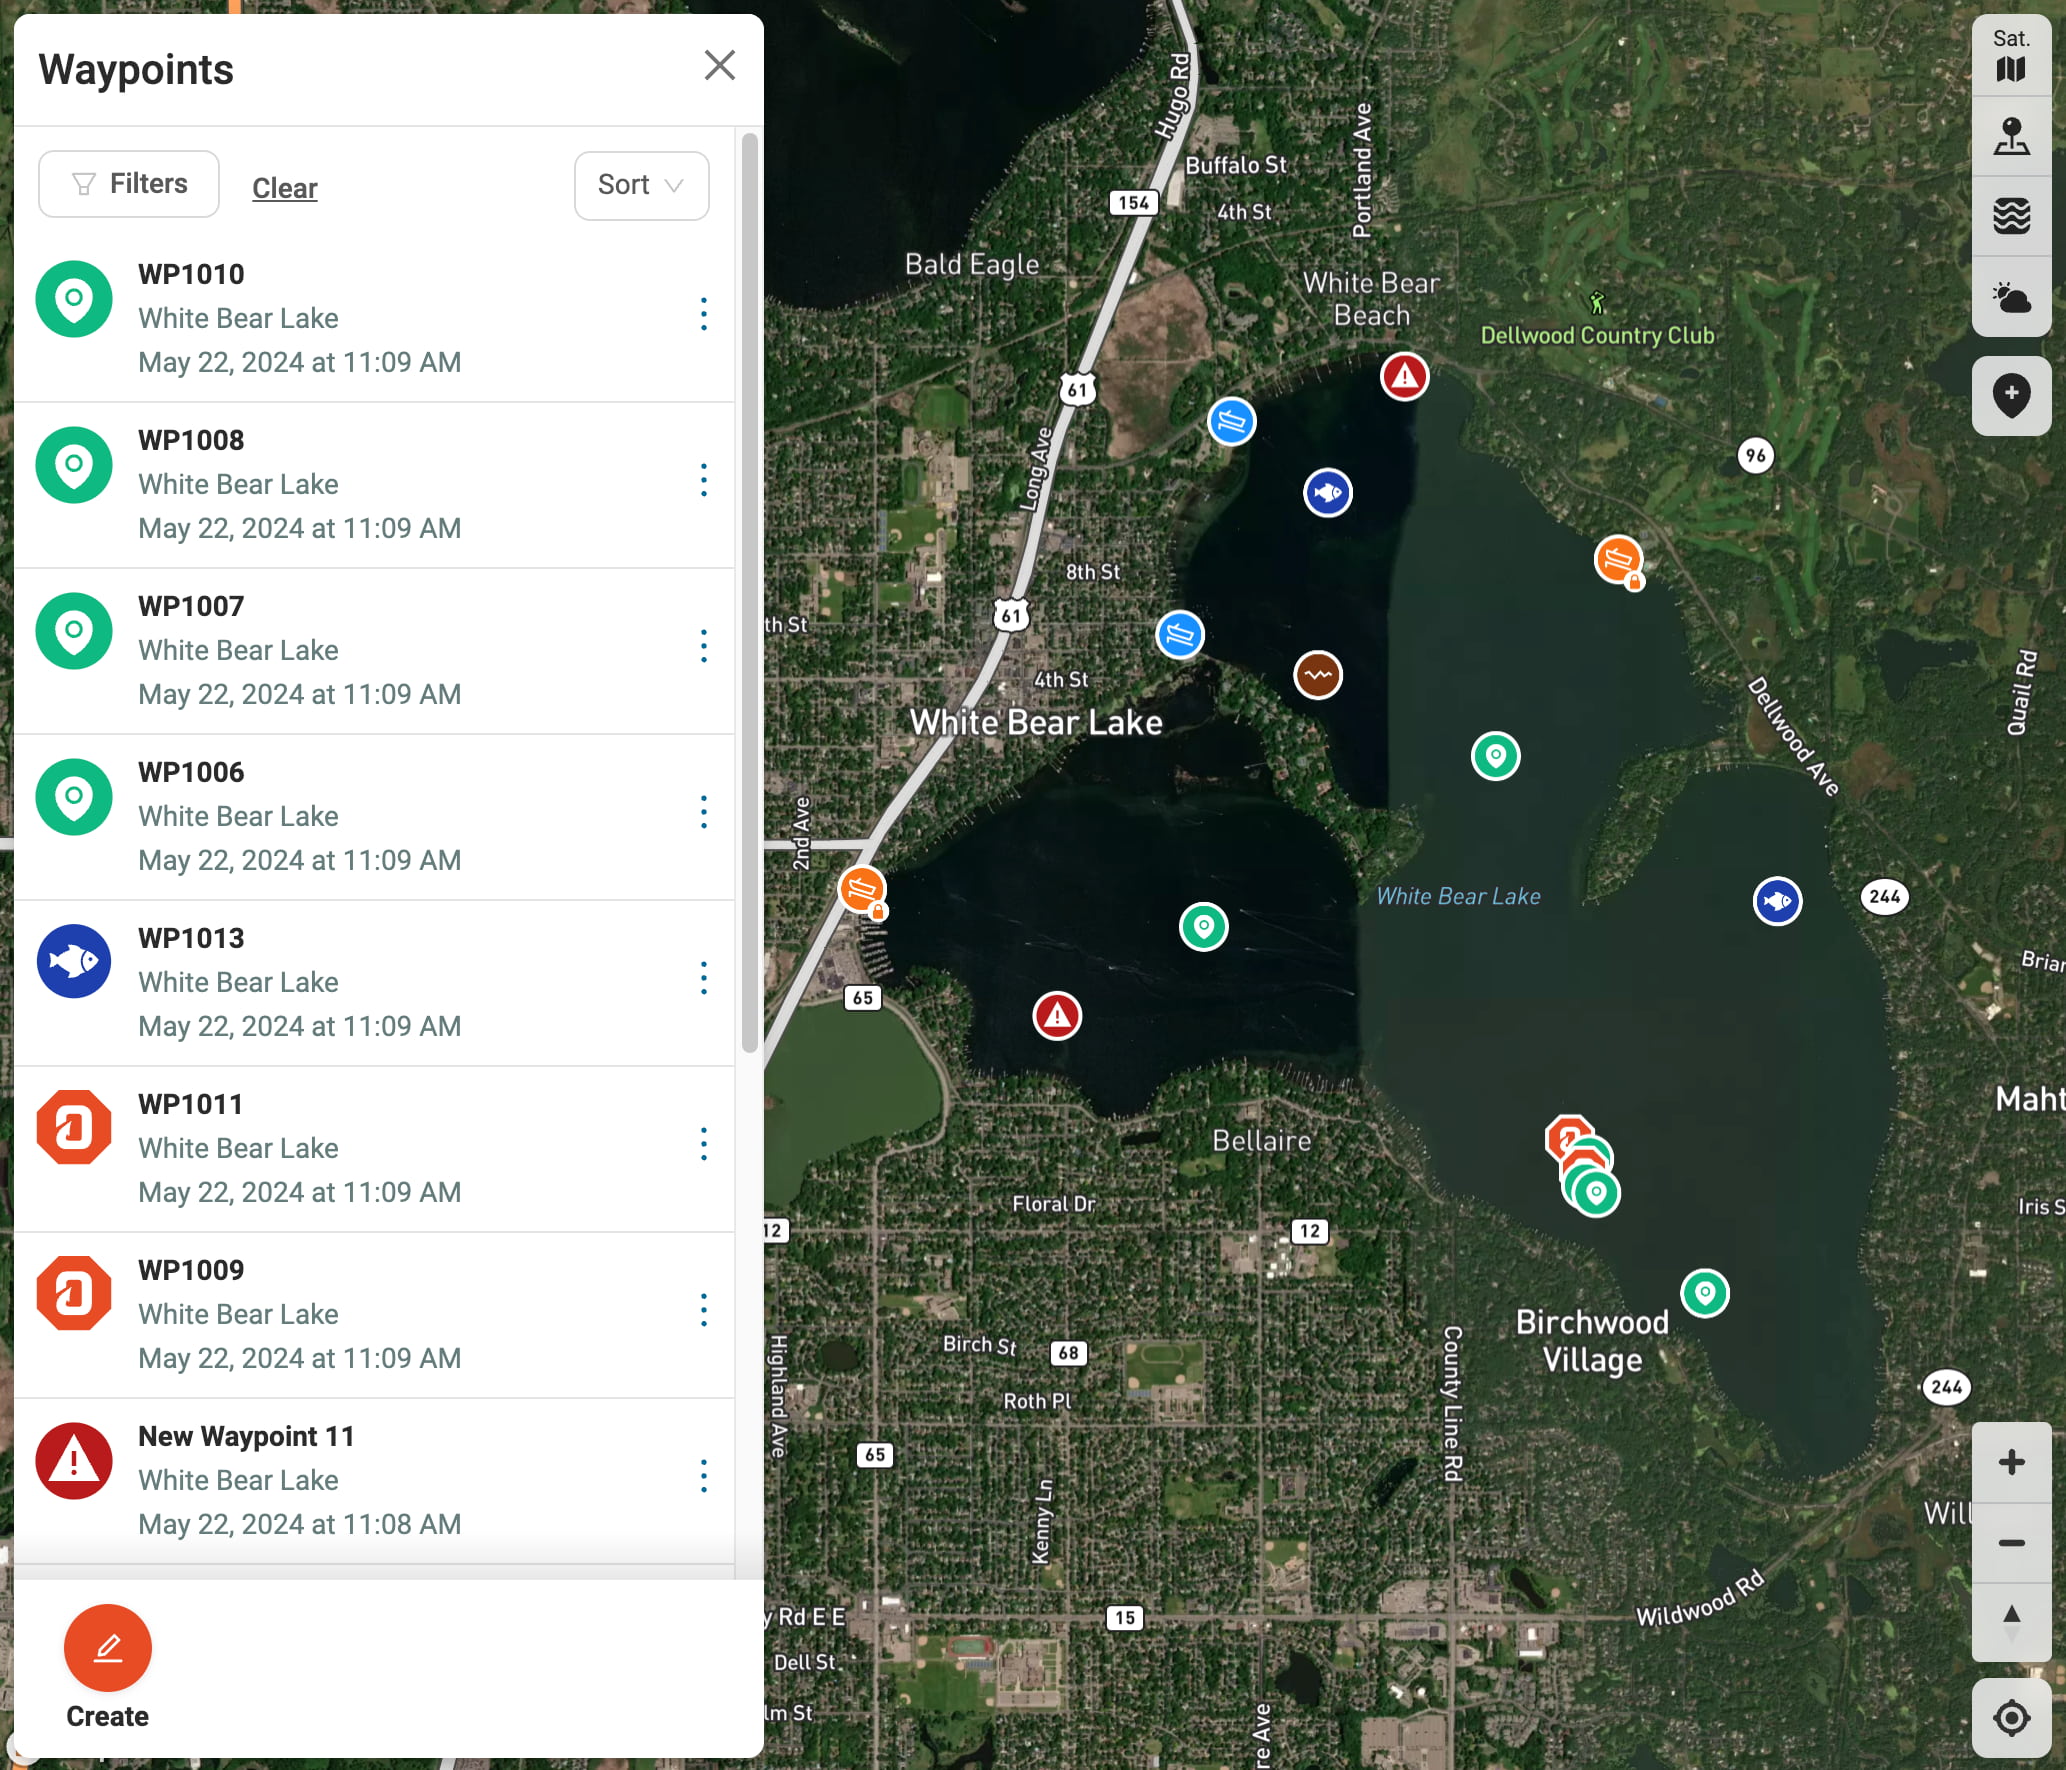 Waypoints
Filters
Clear
Sort
WP1010
White Bear Lake
May 22, 2024 at 11:09 AM
WP1008
White Bear Lake
May 22, 2024 at 11:09 AM
WP1007
White Bear Lake
May 22, 2024 at 11:09 AM
WP1006
White Bear Lake
May 22, 2024 at 11:09 AM
WP1013
White Bear Lake
May 22, 2024 at 11:09 AM
WP1011
White Bear Lake
May 22, 2024 at 11:09 AM
WP1009
White Bear Lake
May 22, 2024 at 11:09 AM
New Waypoint 11
White Bear Lake
May 22, 2024 at 11:08 AM
Create
Sat.
Hugo Rd
Buffalo St
Portland Ave
154
4th St
Bald Eagle
White Bear
Beach
Dellwood Country Club
61
Long Ave
96
8th St
61
th St
4th St
White Bear Lake
Quail Rd
Dellwood Ave
2nd Ave
White Bear Lake
244
Briar
65
Maht
Bellaire
Floral Dr
Iris S
12
12
Birchwood
Village
Birch St
68
Highland Ave
County Line Rd
Roth Pl
244
65
Kenny Ln
Will
Wildwood Rd
y Rd E E
15
Dell St
lm St
re Ave